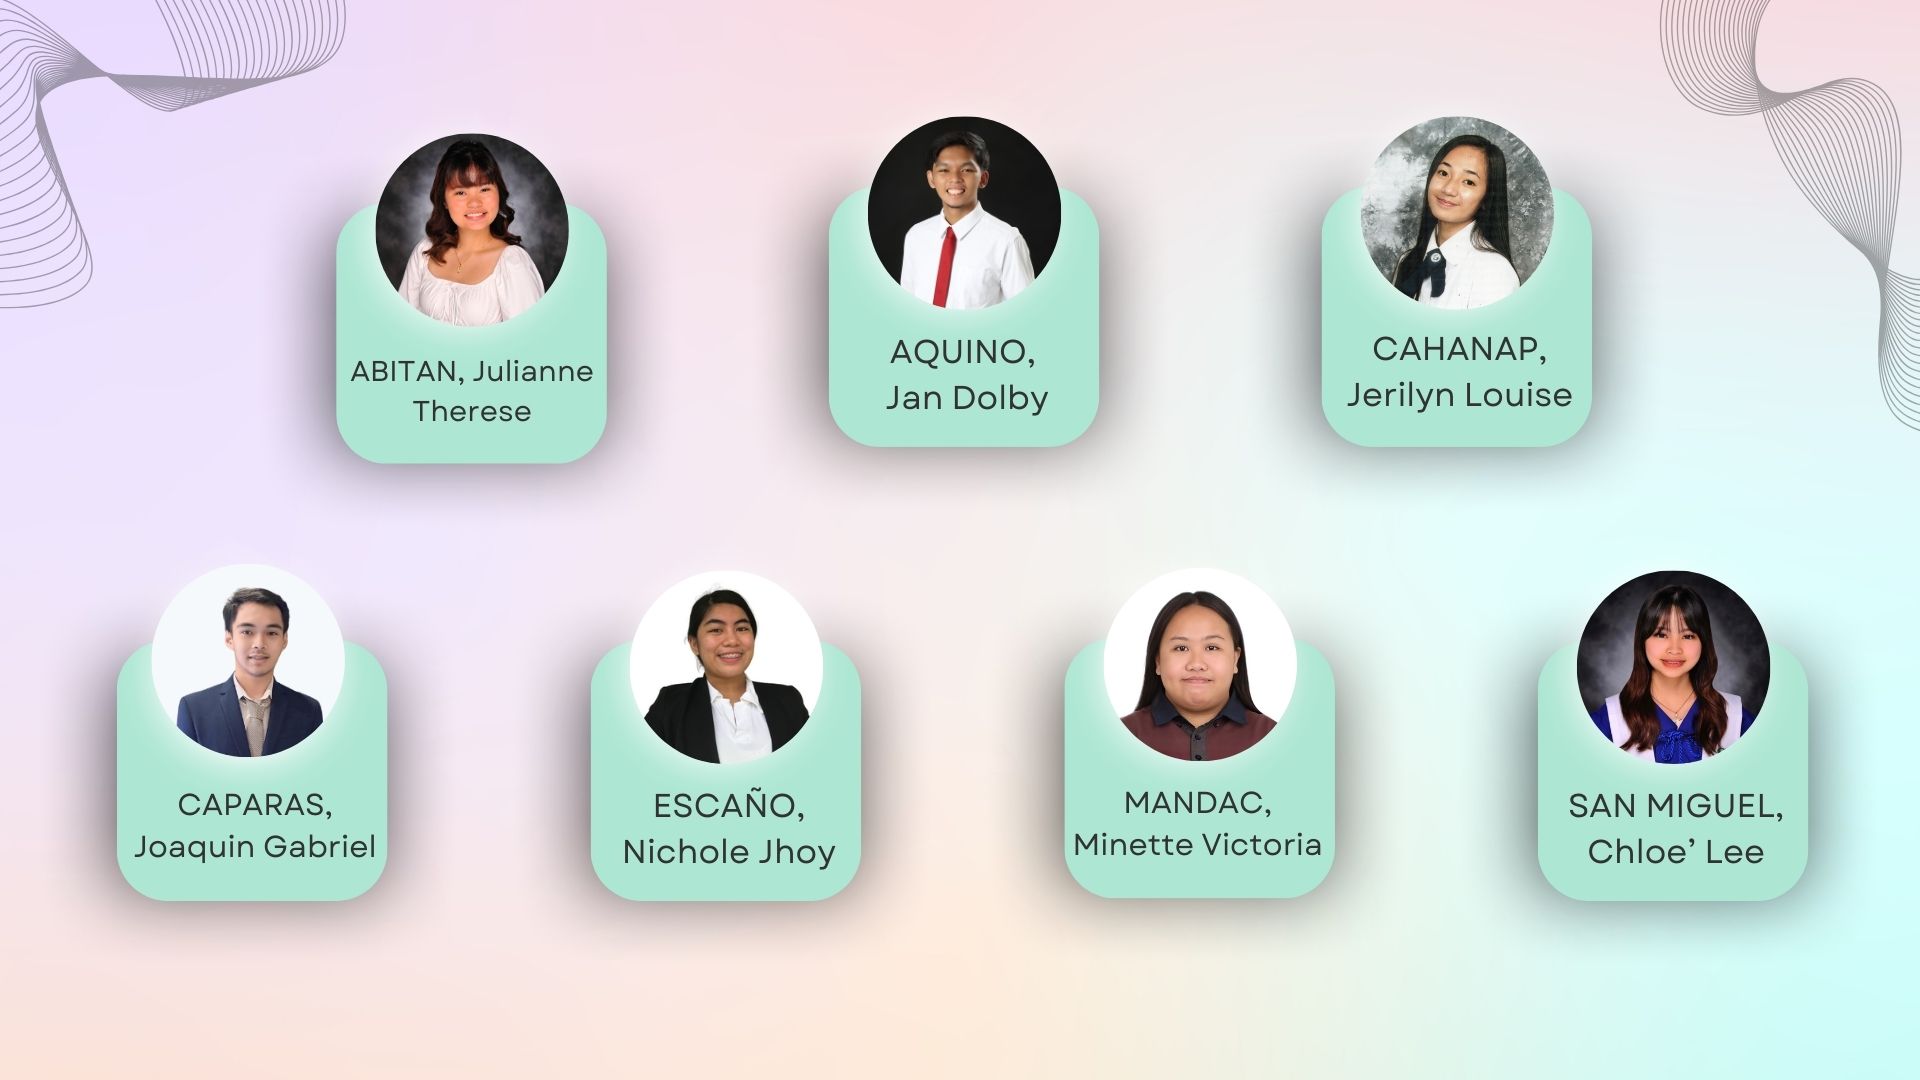 ABITAN, Julianne
Therese
AQUINO,
Jan Dolby
CAHANAP,
Jerilyn Louise
CAPARAS,
Joaquin Gabriel
ESCAÑO,
Nichole Jhoy
MANDAC,
Minette Victoria
SAN MIGUEL,
Chloe’ Lee